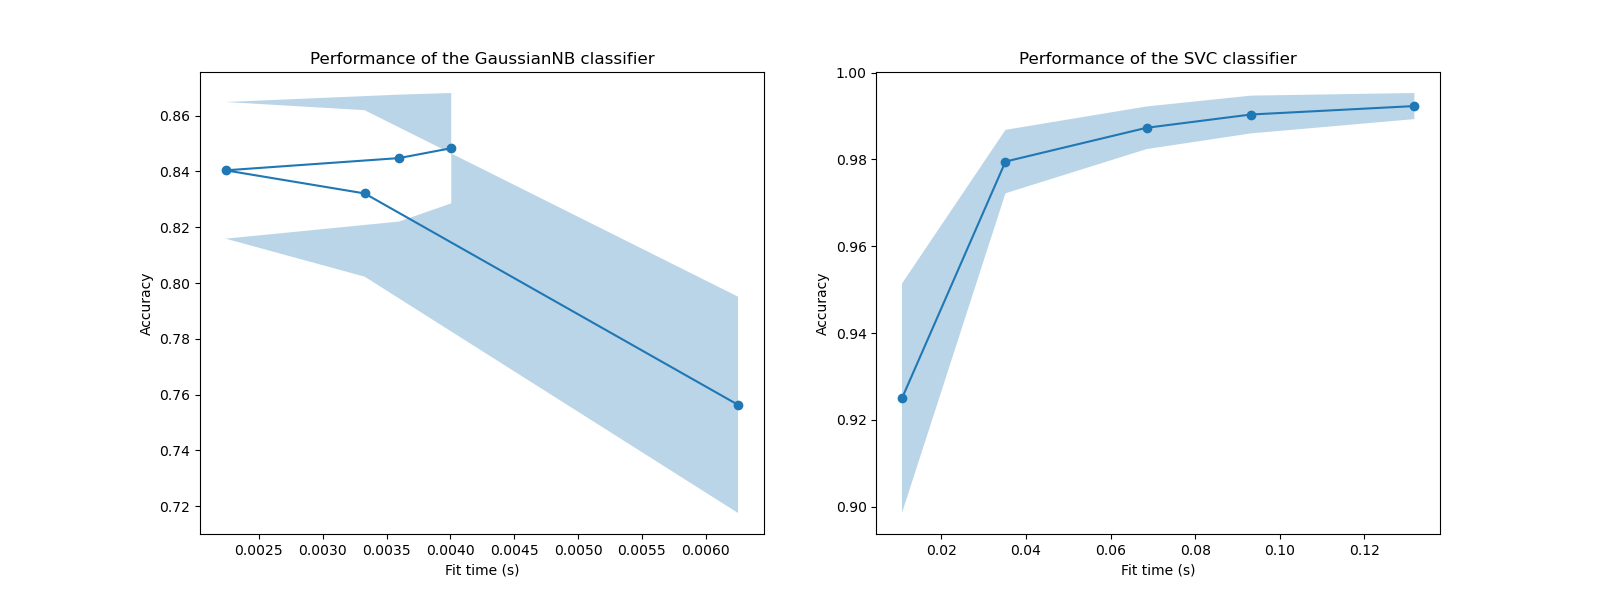 Performance of the GaussianNB classifier
Accuracy
0.86
0.84
0.82
0.80
0.78
0.76
0.74
0.72
0.0025 0.0030 0.0035 0.0040 0.0045 0.0050 0.0055 0.0060
Fit time (s)
Performance of the SVC classifier
Accuracy
1.00
0.98
0.96
0.94
0.92
0.90
0.02 0.04 0.06 0.08 0.10 0.12
Fit time (s)